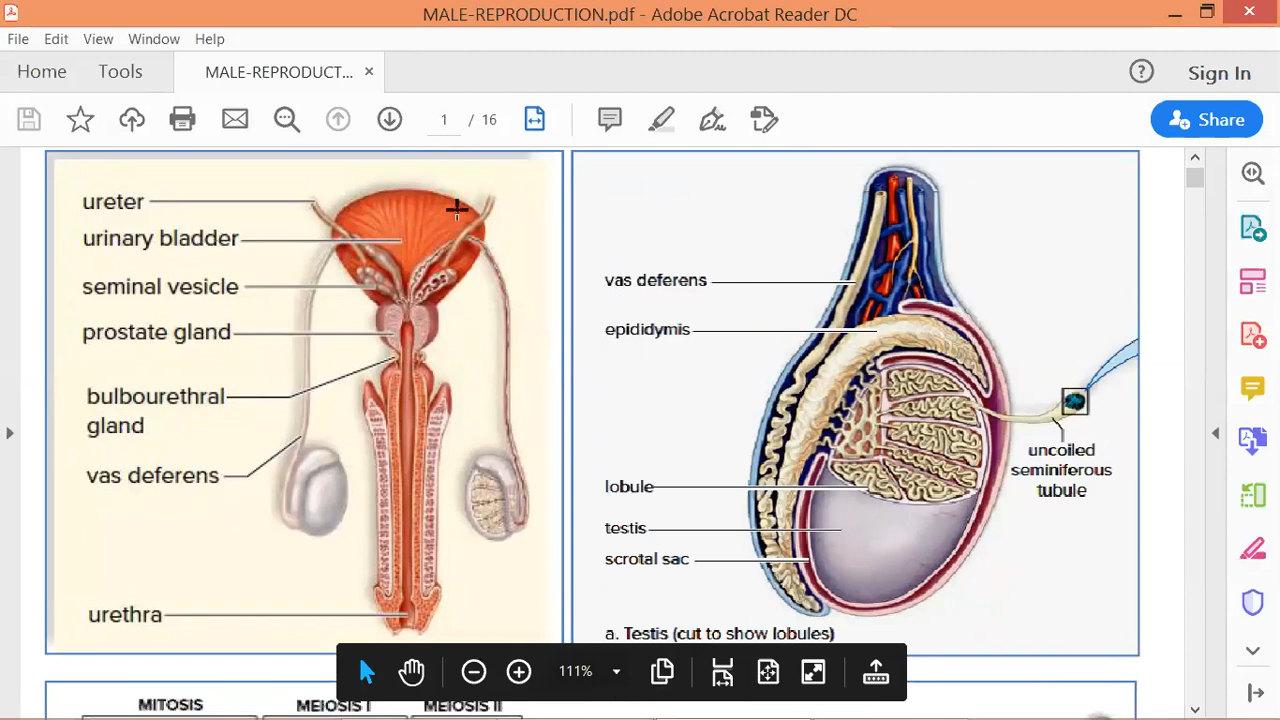 MALE-REPRODUCTION.pdf - Adobe Acrobat Reader DC
File Edit View Window Help
Home Tools MALE-REPRODUCT... × Sign In
1 / 16 Share
ureter
urinary bladder
seminal vesicle
prostate gland
bulbourethral
gland
vas deferens
urethra
vas deferens
epididymis
uncoiled
seminiferous
tubule
lobule
testis
scrotal sac
a. Testis (cut to show lobules)
111%
MITOSIS MEIOSIS I MEIOSIS II